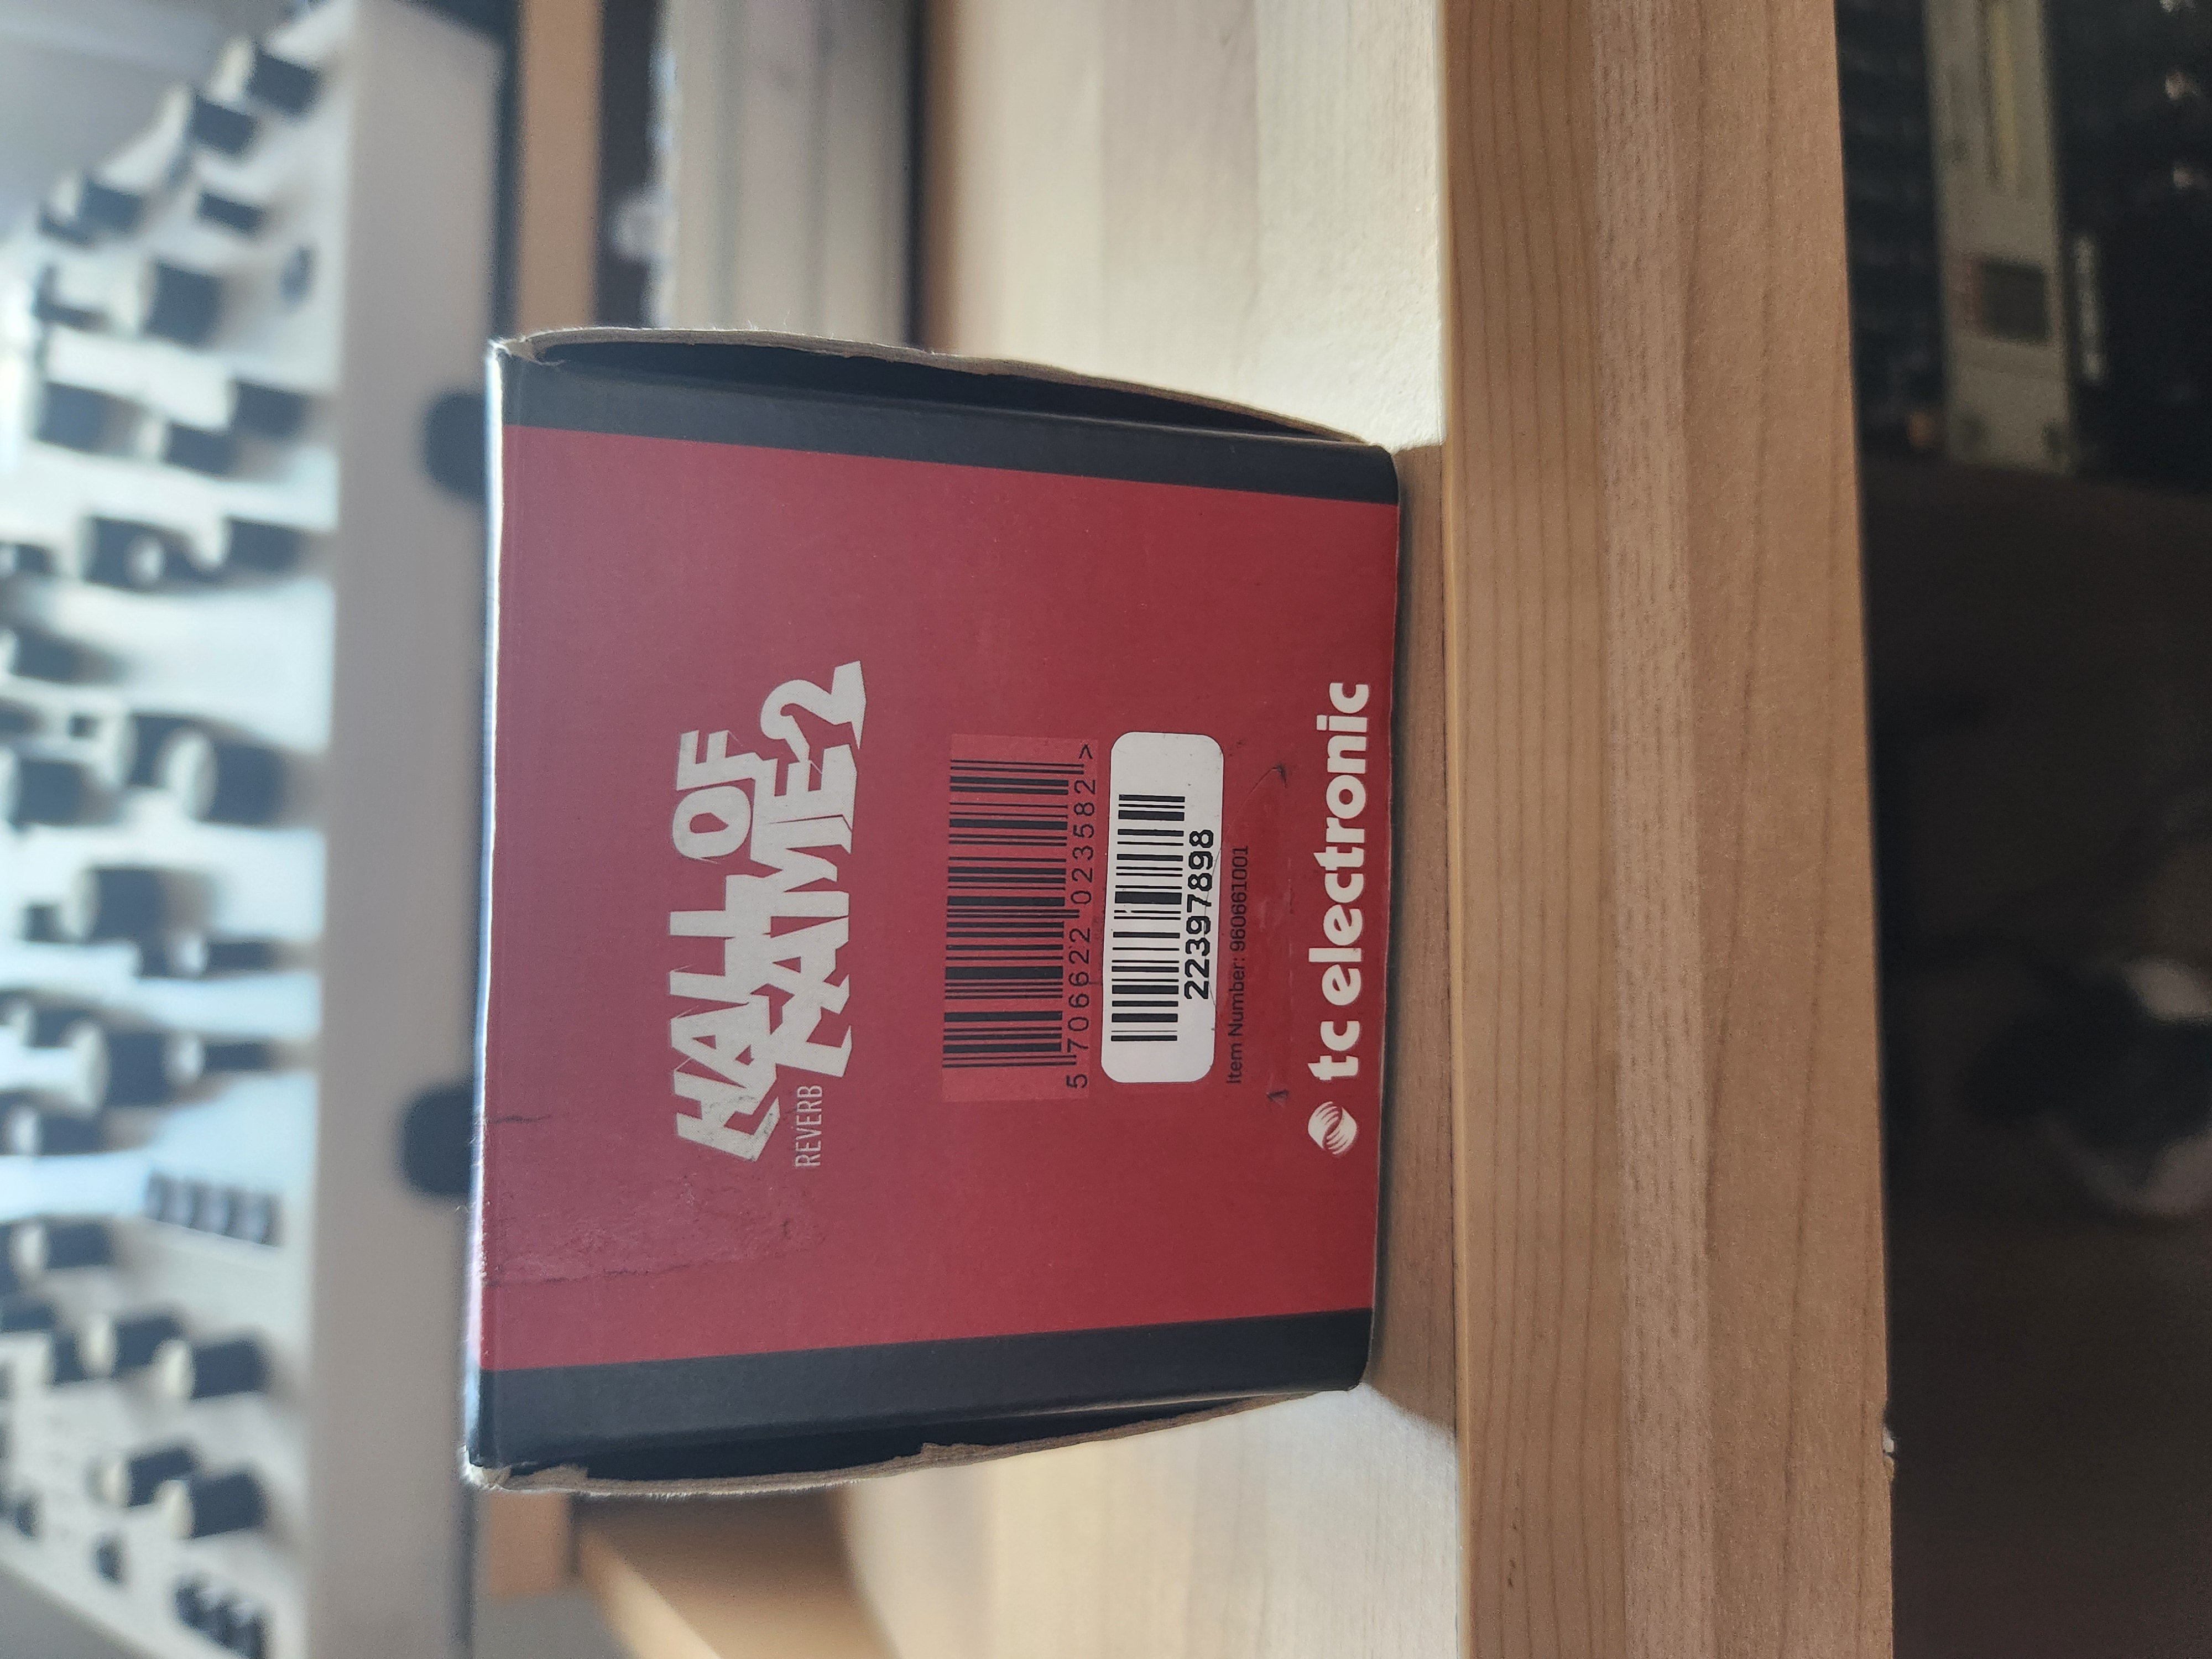 HALL OF
FAME 2
REVERB
5 706622 023582 >
22397898
Item Number: 960661001
tc electronic